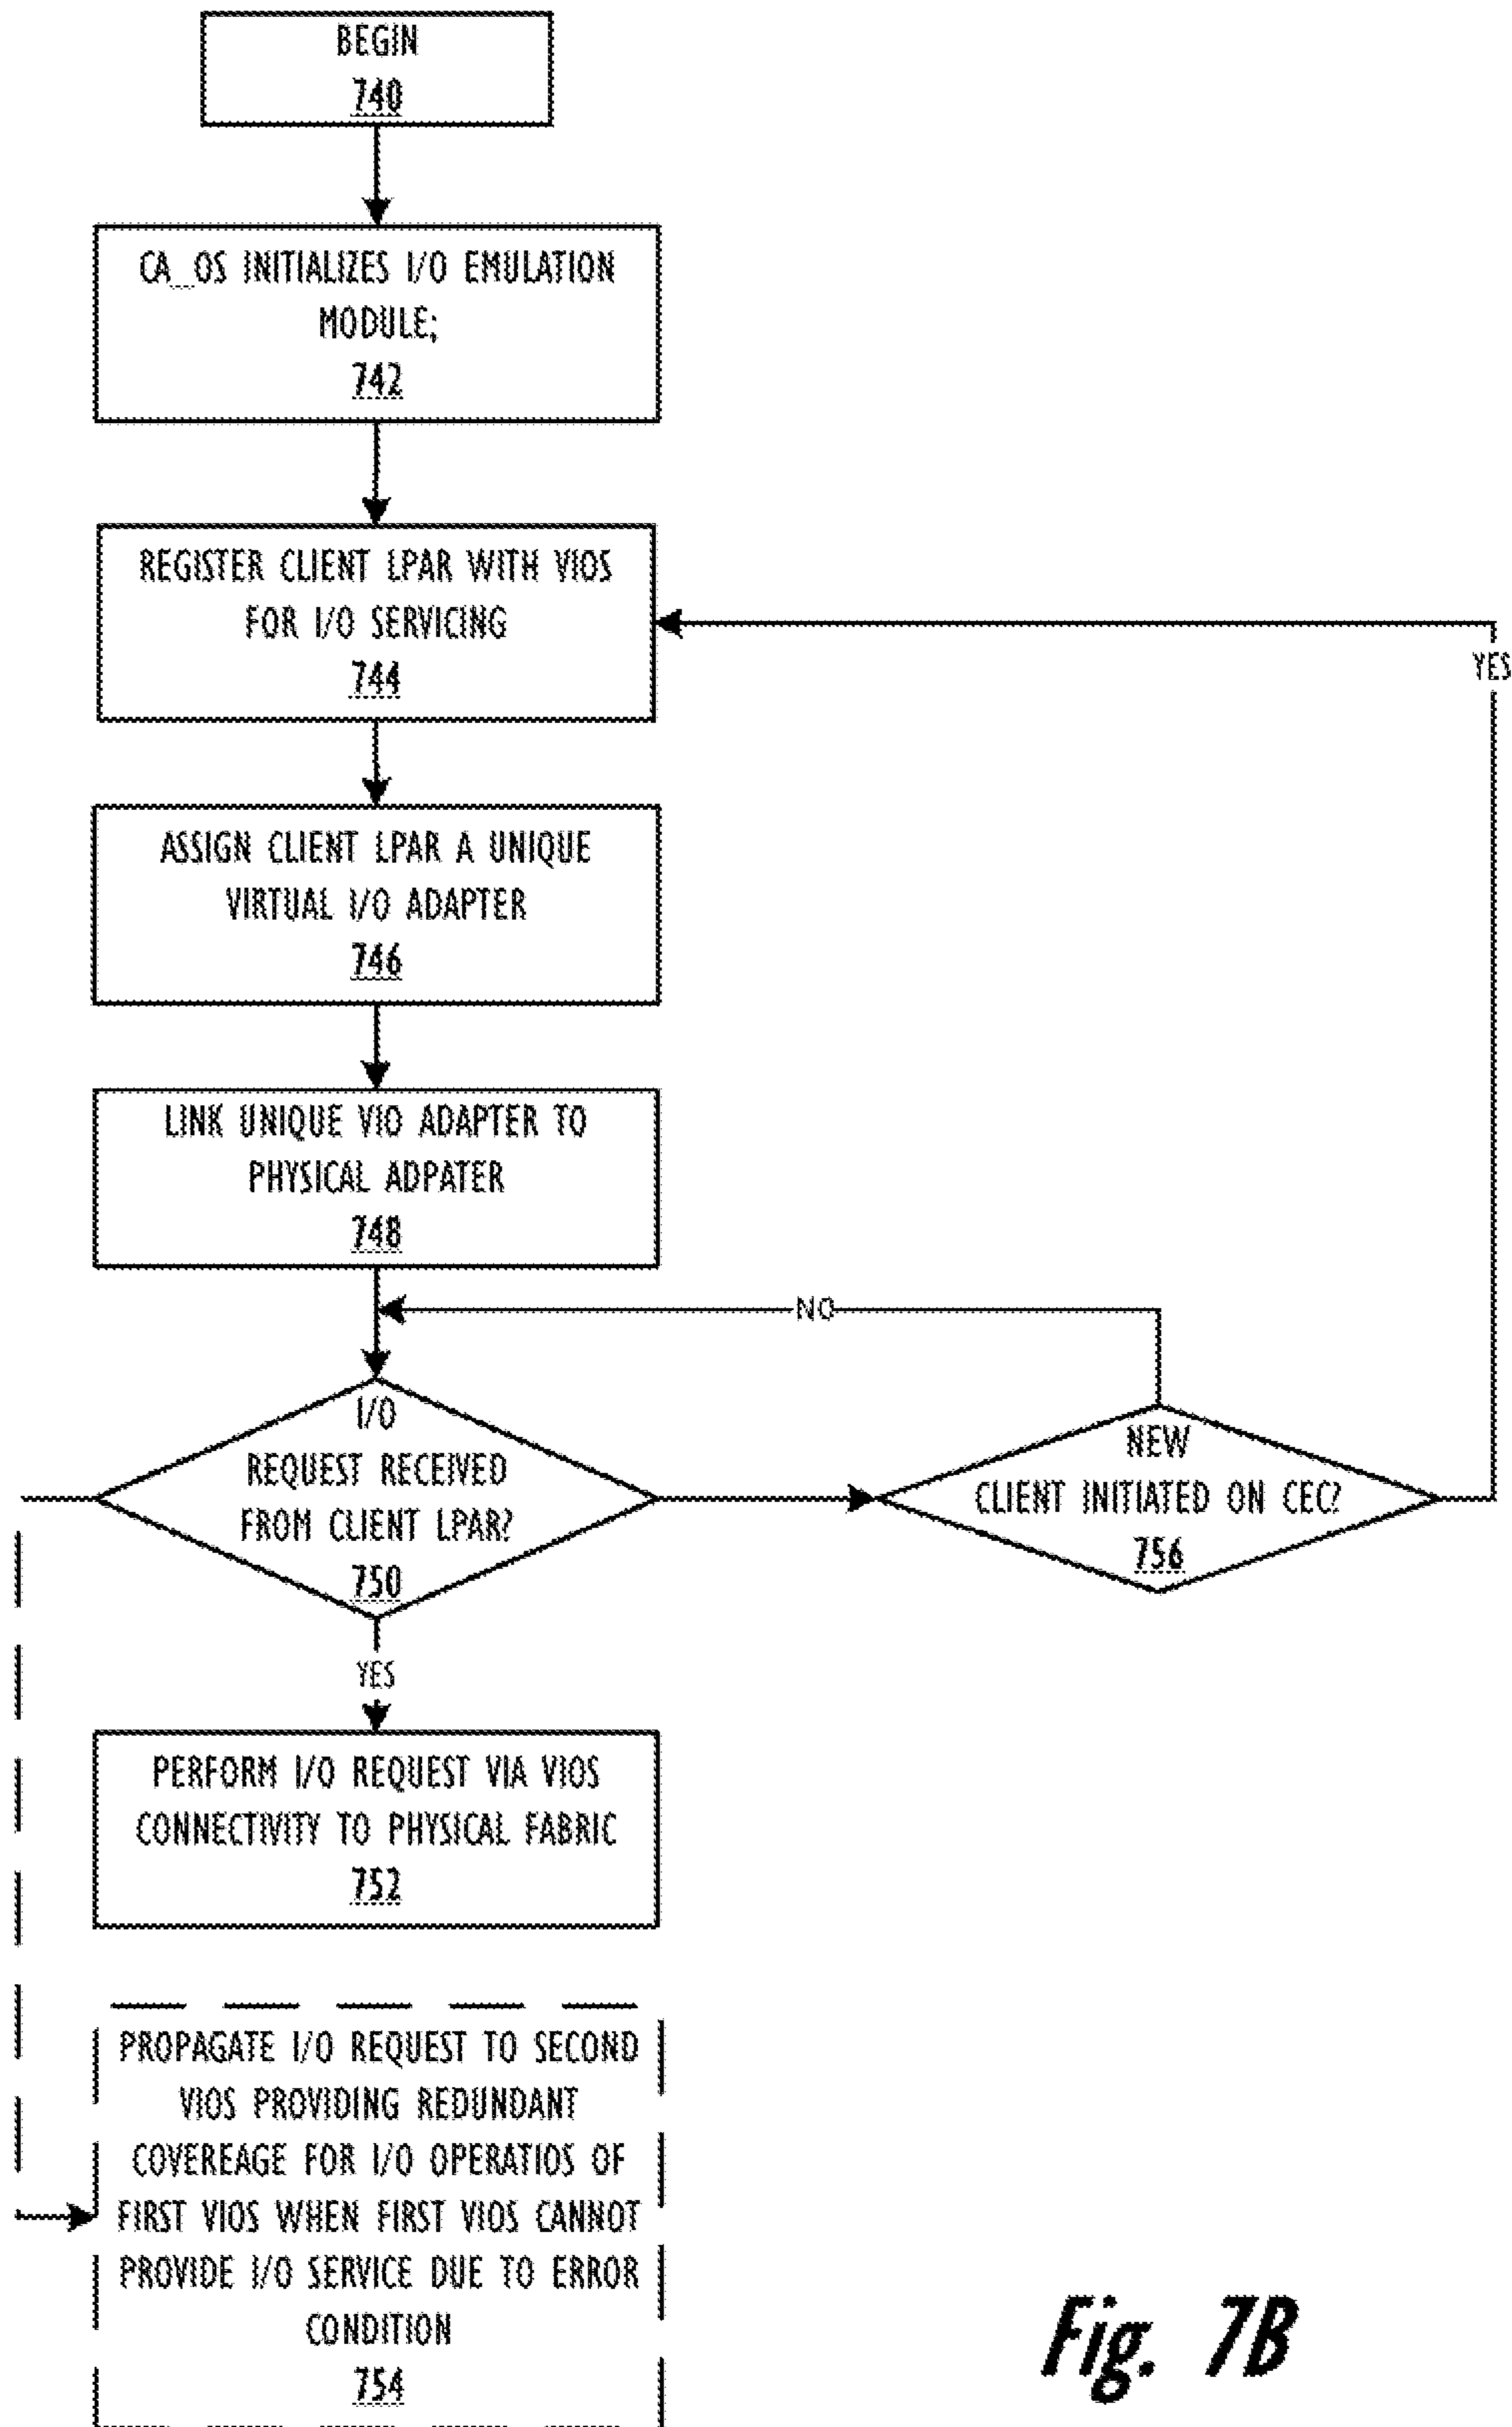 BEGIN
740
CA_OS INITIALIZES I/O EMULATION
MODULE;
742
REGISTER CLIENT LPAR WITH VIOS
FOR I/O SERVICING
744
YES
ASSIGN CLIENT LPAR A UNIQUE
VIRTUAL I/O ADAPTER
746
LINK UNIQUE VIO ADAPTER TO
PHYSICAL ADPATER
748
NO
I/O
REQUEST RECEIVED
FROM CLIENT LPAR?
750
NEW
CLIENT INITIATED ON CEC?
756
YES
PERFORM I/O REQUEST VIA VIOS
CONNECTIVITY TO PHYSICAL FABRIC
752
PROPAGATE I/O REQUEST TO SECOND
VIOS PROVIDING REDUNDANT
COVEREAGE FOR I/O OPERATIOS OF
FIRST VIOS WHEN FIRST VIOS CANNOT
PROVIDE I/O SERVICE DUE TO ERROR
CONDITION
754
Fig. 7B